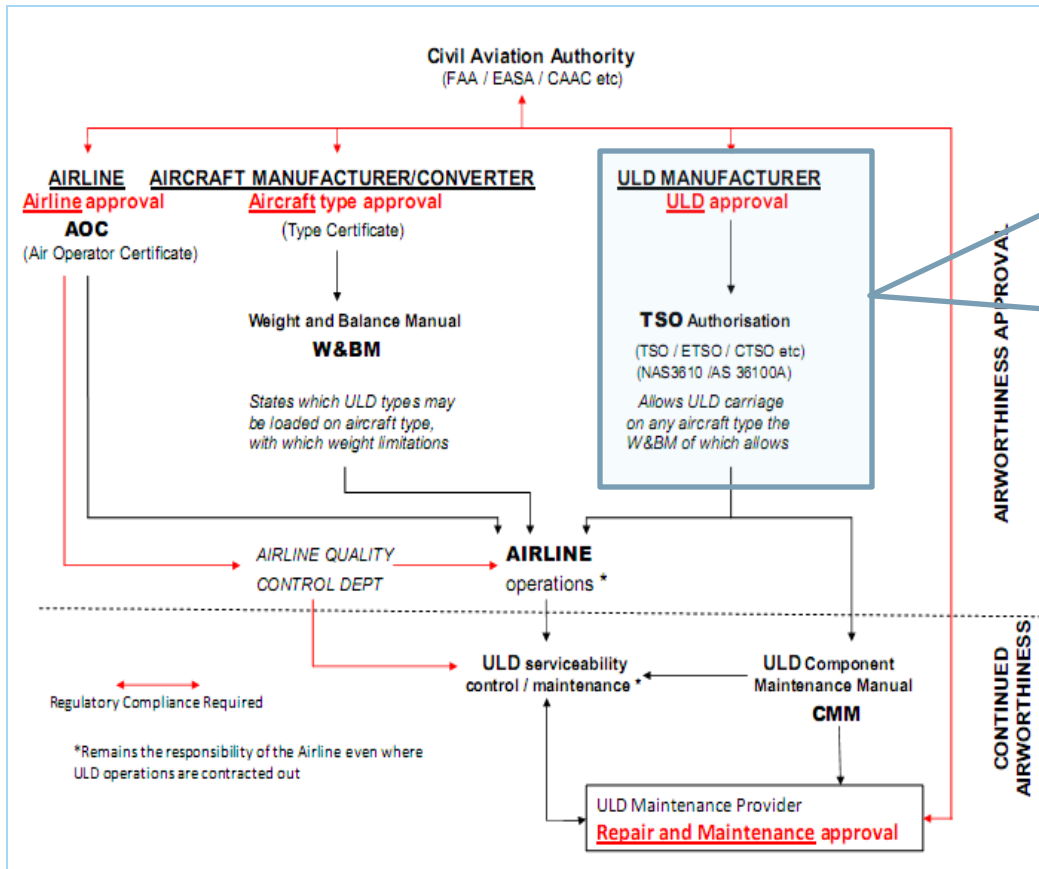 Civil Aviation Authority
(FAA / EASA / CAAC etc)
AIRLINE
Airline approval
AOC
(Air Operator Certificate)
AIRCRAFT MANUFACTURER/CONVERTER
Aircraft type approval
(Type Certificate)
Weight and Balance Manual
W&BM
States which ULD types may
be loaded on aircraft type,
with which weight limitations
ULD MANUFACTURER
ULD approval
TSO Authorisation
(TSO / ETSO / CTSO etc)
(NAS3610 /AS 36100A)
Allows ULD carriage
on any aircraft type the
W&BM of which allows
AIRWORTHINESS APPROVAL
AIRLINE QUALITY
CONTROL DEPT
AIRLINE
operations *
ULD serviceability
control / maintenance *
ULD Component
Maintenance Manual
CMM
CONTINUED
AIRWORTHINESS
Regulatory Compliance Required
*Remains the responsibility of the Airline even where
ULD operations are contracted out
ULD Maintenance Provider
Repair and Maintenance approval